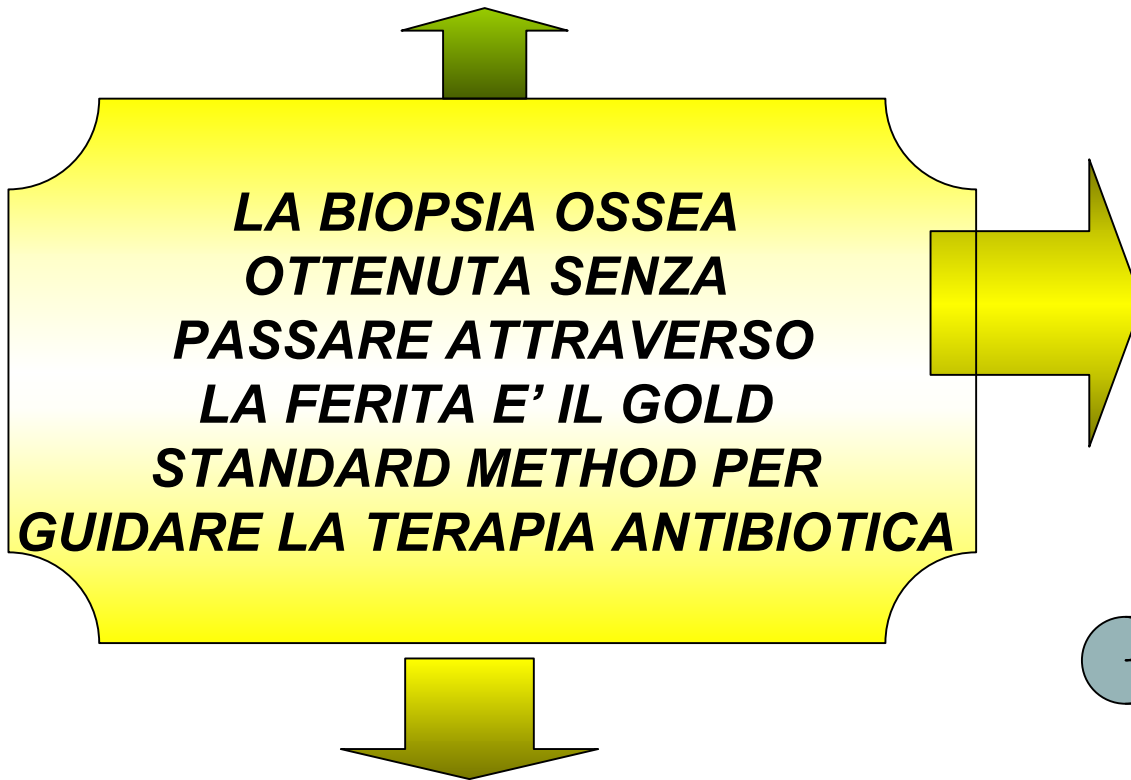 LA BIOPSIA OSSEA
OTTENUTA SENZA
PASSARE ATTRAVERSO
LA FERITA E’ IL GOLD
STANDARD METHOD PER
GUIDARE LA TERAPIA ANTIBIOTICA